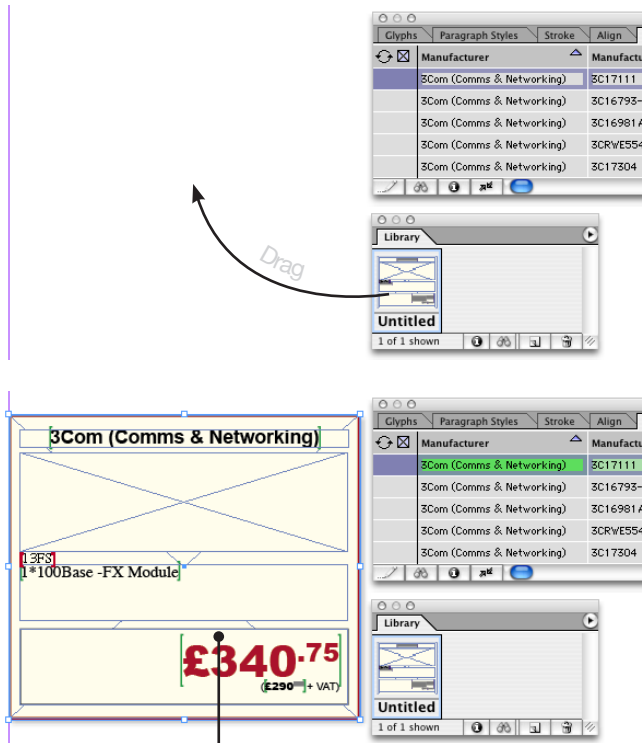 Glyphs Paragraph Styles Stroke Align
Manufacturer Manufactu
3Com (Comms & Networking) 3C17111
3Com (Comms & Networking) 3C16793-
3Com (Comms & Networking) 3C16981A
3Com (Comms & Networking) 3CRWE554
3Com (Comms & Networking) 3C17304
Drag
Library
Untitled
1 of 1 shown
3Com (Comms & Networking)
13FS
1*100Base -FX Module
£340.75
(£290 + VAT)
Glyphs Paragraph Styles Stroke Align
Manufacturer Manufactu
3Com (Comms & Networking) 3C17111
3Com (Comms & Networking) 3C16793-
3Com (Comms & Networking) 3C16981A
3Com (Comms & Networking) 3CRWE554
3Com (Comms & Networking) 3C17304
Library
Untitled
1 of 1 shown